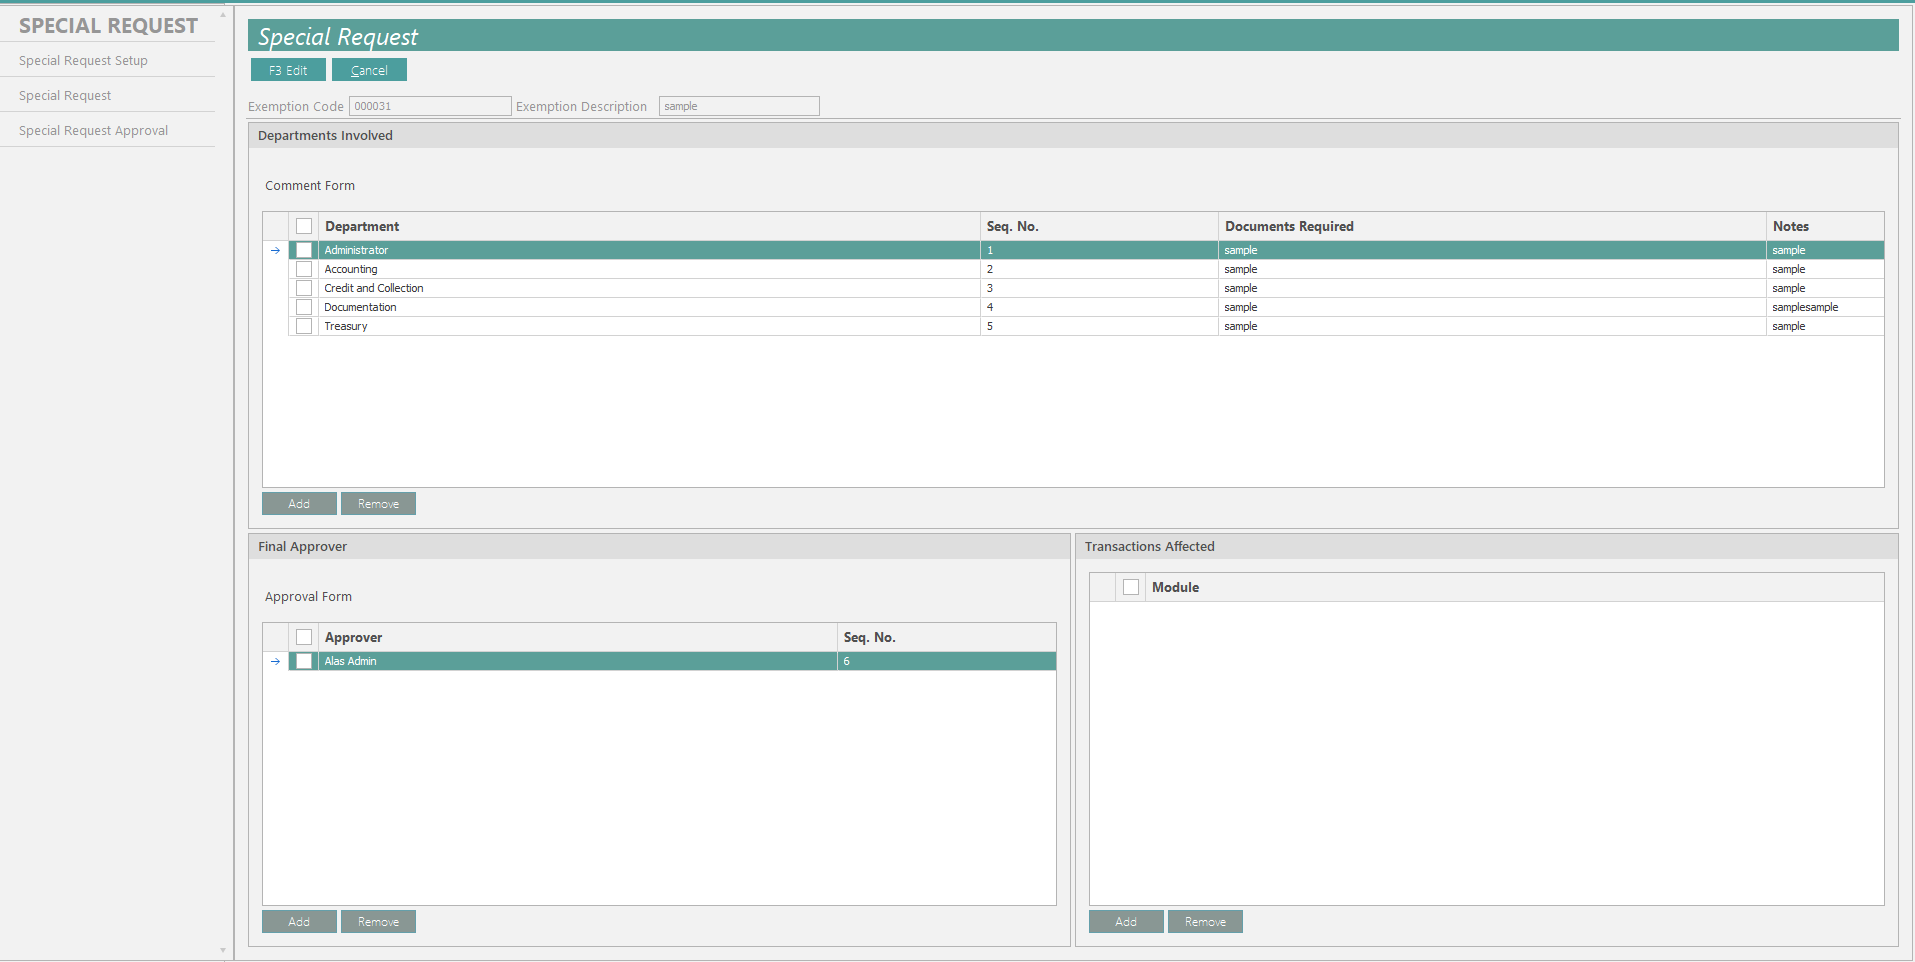 SPECIAL REQUEST
Special Request Setup
Special Request
Special Request Approval
Special Request
F3 Edit Cancel
Exemption Code 000031 Exemption Description sample
Departments Involved
Comment Form
Department Seq. No. Documents Required Notes
Administrator 1 sample sample
Accounting 2 sample sample
Credit and Collection 3 sample sample
Documentation 4 sample samplesample
Treasury 5 sample sample
Add Remove
Final Approver
Approval Form
Approver Seq. No.
Alas Admin 6
Add Remove
Transactions Affected
Module
Add Remove